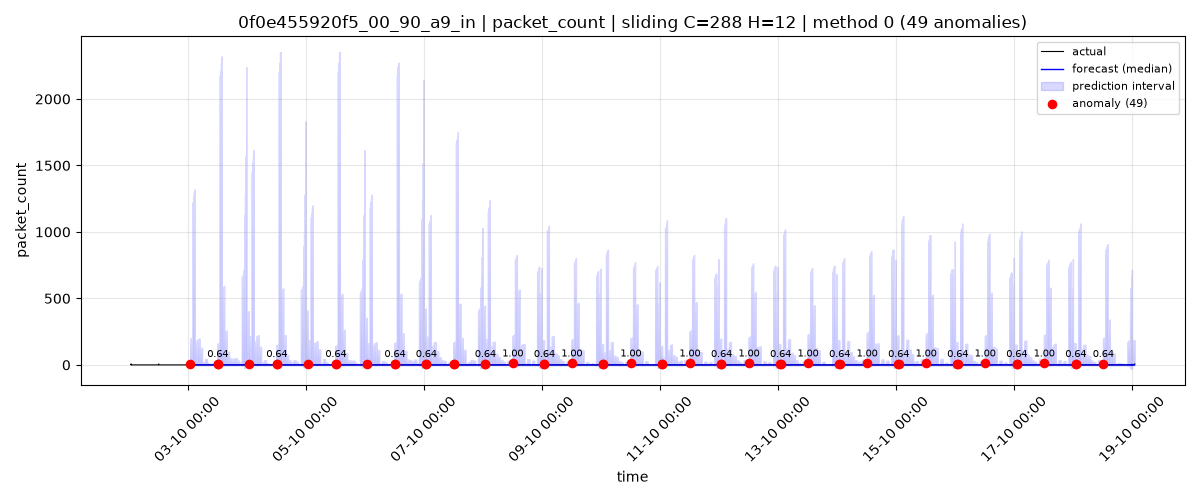 0f0e455920f5_00_90_a9_in | packet_count | sliding C=288 H=12 | method 0 (49 anomalies)
actual
forecast (median)
prediction interval
anomaly (49)
packet_count
2000
1500
1000
500
0
0.64 0.64 0.64 0.64 0.64 0.64 1.00 0.64 1.00 1.00 1.00 0.64 1.00 0.64 1.00 0.64 1.00 0.64 1.00 0.64 1.00 0.64 1.00 0.64 0.64
03-10 00:00
05-10 00:00
07-10 00:00
09-10 00:00
11-10 00:00
13-10 00:00
15-10 00:00
17-10 00:00
19-10 00:00
time